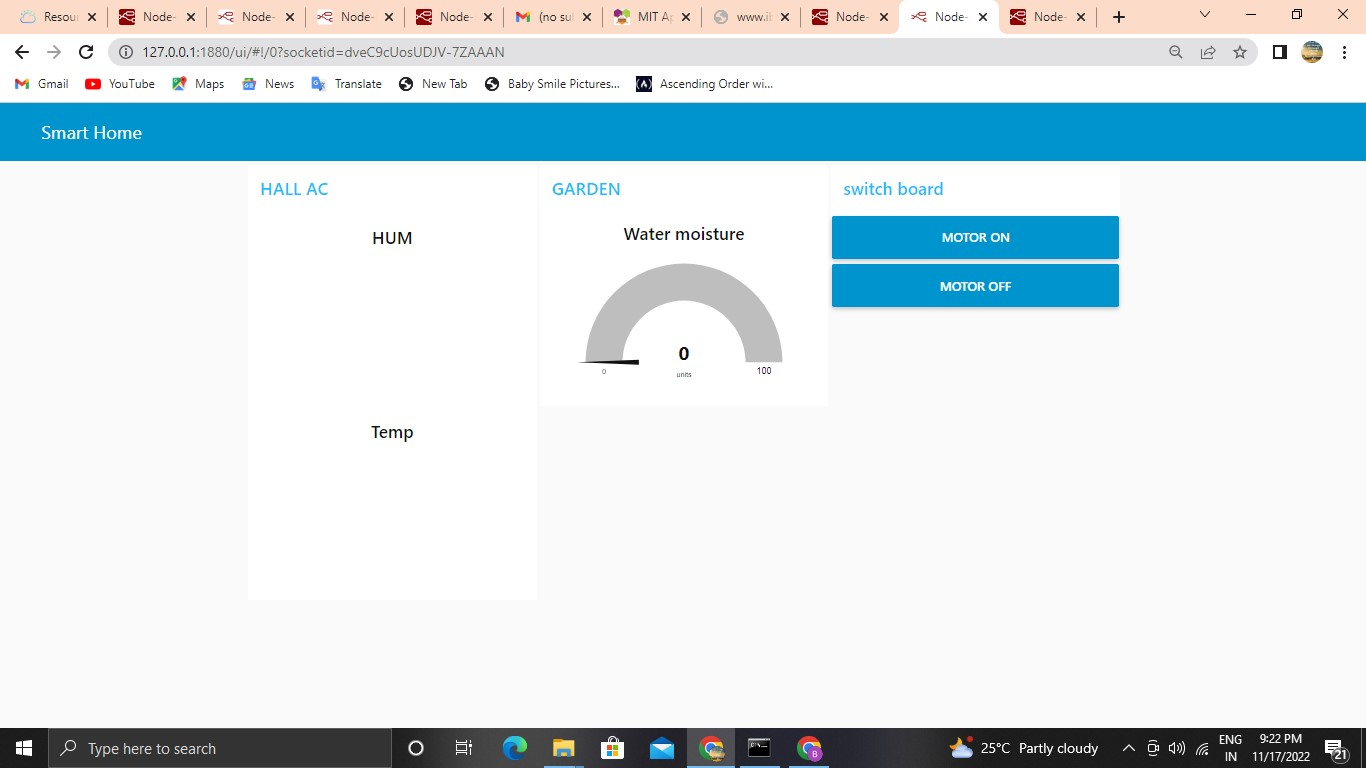 Resou
Node-
Node-
Node-
Node-
(no su
MIT Ap
www.ib
Node-
Node-
Node-
127.0.0.1:1880/ui/#!/0?socketid=dveC9cUosUDJV-7ZAAAN
Gmail
YouTube
Maps
News
Translate
New Tab
Baby Smile Pictures...
Ascending Order wi...
Smart Home
HALL AC
HUM
Temp
GARDEN
Water moisture
0
units
0
100
switch board
MOTOR ON
MOTOR OFF
Type here to search
25°C Partly cloudy
ENG
IN
9:22 PM
11/17/2022
21